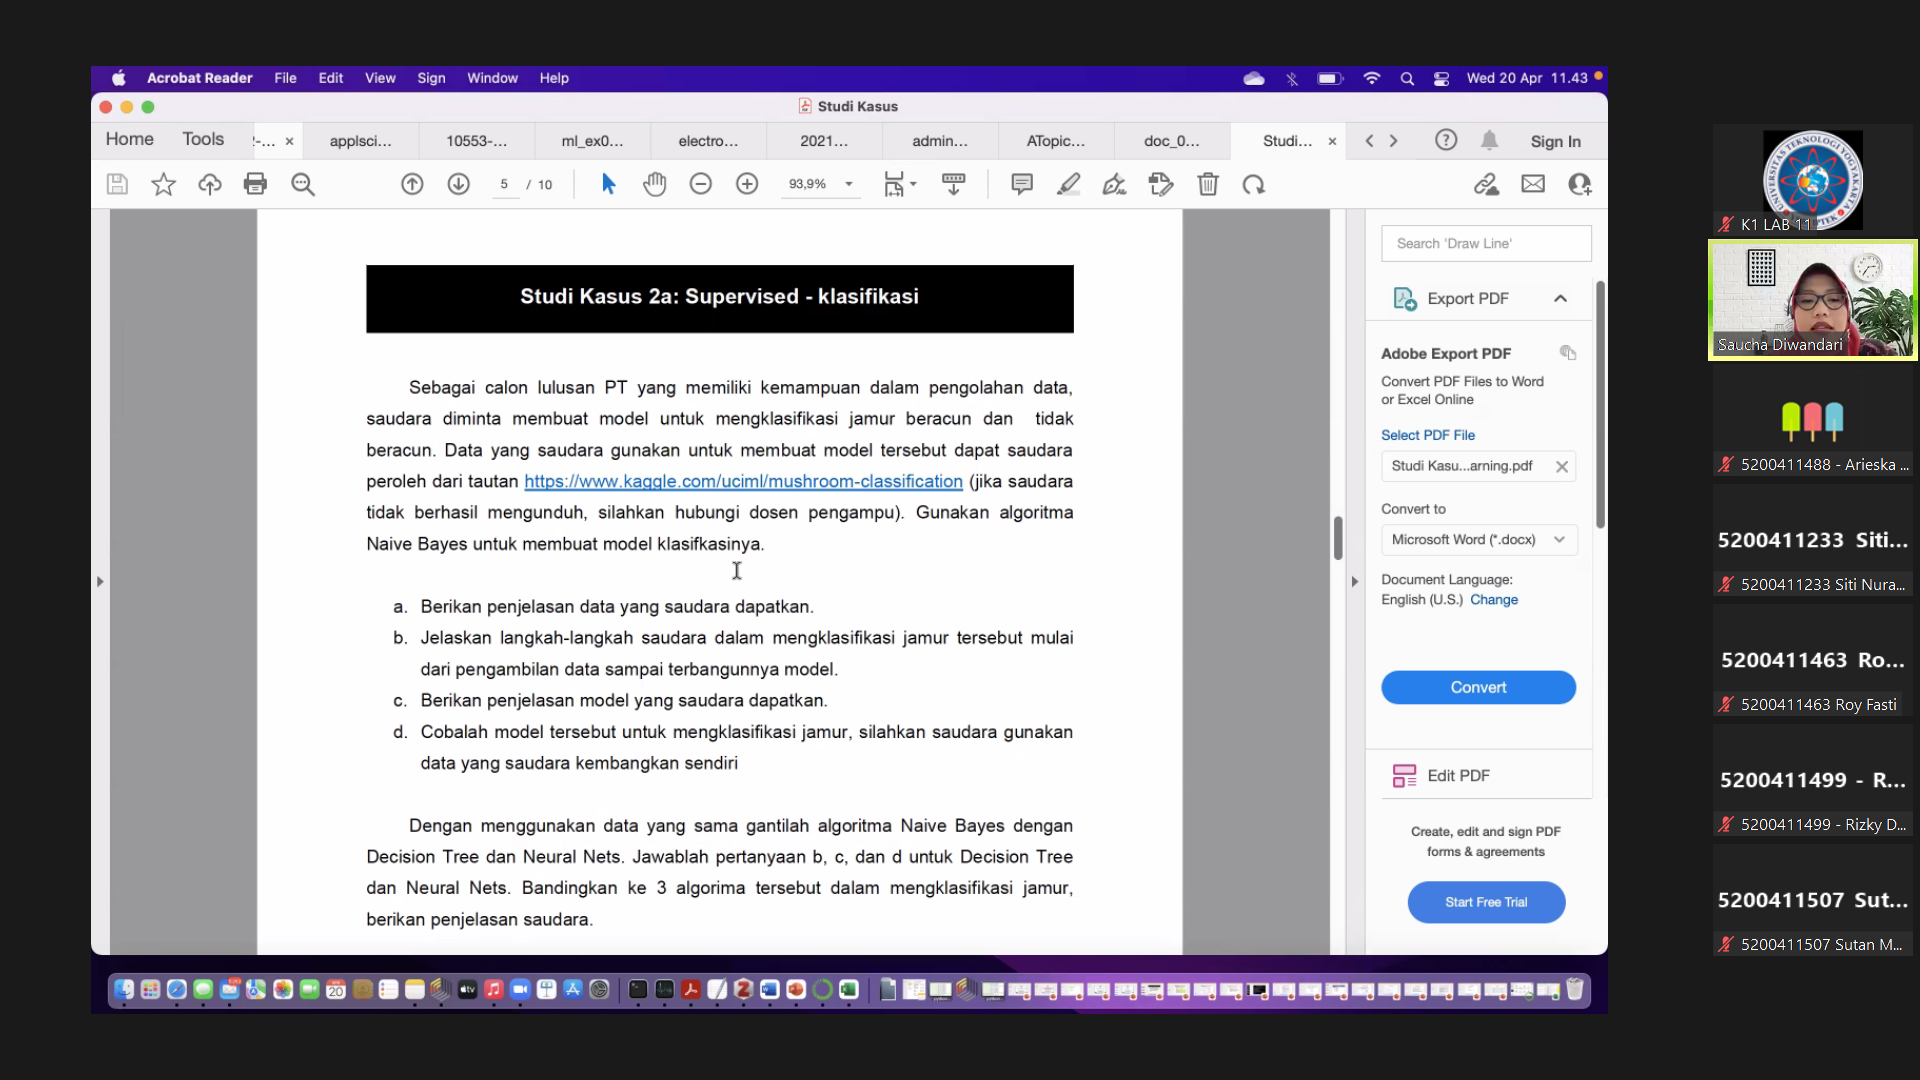 Acrobat Reader File Edit View Sign Window Help Wed 20 Apr 11.43
Studi Kasus
Home Tools -... applsci... 10553-... ml_ex0... electro... 2021... admin... ATopic... doc_0... Studi... Sign In
5 / 10 93,9%
Studi Kasus 2a: Supervised - klasifikasi
Sebagai calon lulusan PT yang memiliki kemampuan dalam pengolahan data,
saudara diminta membuat model untuk mengklasifikasi jamur beracun dan tidak
beracun. Data yang saudara gunakan untuk membuat model tersebut dapat saudara
peroleh dari tautan https://www.kaggle.com/uciml/mushroom-classification (jika saudara
tidak berhasil mengunduh, silahkan hubungi dosen pengampu). Gunakan algoritma
Naive Bayes untuk membuat model klasifkasinya.
a. Berikan penjelasan data yang saudara dapatkan.
b. Jelaskan langkah-langkah saudara dalam mengklasifikasi jamur tersebut mulai
dari pengambilan data sampai terbangunnya model.
c. Berikan penjelasan model yang saudara dapatkan.
d. Cobalah model tersebut untuk mengklasifikasi jamur, silahkan saudara gunakan
data yang saudara kembangkan sendiri
Dengan menggunakan data yang sama gantilah algoritma Naive Bayes dengan
Decision Tree dan Neural Nets. Jawablah pertanyaan b, c, dan d untuk Decision Tree
dan Neural Nets. Bandingkan ke 3 algorima tersebut dalam mengklasifikasi jamur,
berikan penjelasan saudara.
Search 'Draw Line'
Export PDF
Adobe Export PDF
Convert PDF Files to Word
or Excel Online
Select PDF File
Studi Kasu...arning.pdf
Convert to
Microsoft Word (*.docx)
Document Language:
English (U.S.) Change
Convert
Edit PDF
Create, edit and sign PDF
forms & agreements
Start Free Trial
UNIVERSITAS TEKNOLOGI YOGYAKARTA
K1 LAB 11
Saucha Diwandari
5200411488 - Arieska ...
5200411233 Siti...
5200411233 Siti Nura...
5200411463 Ro...
5200411463 Roy Fasti
5200411499 - R...
5200411499 - Rizky D...
5200411507 Sut...
5200411507 Sutan M...